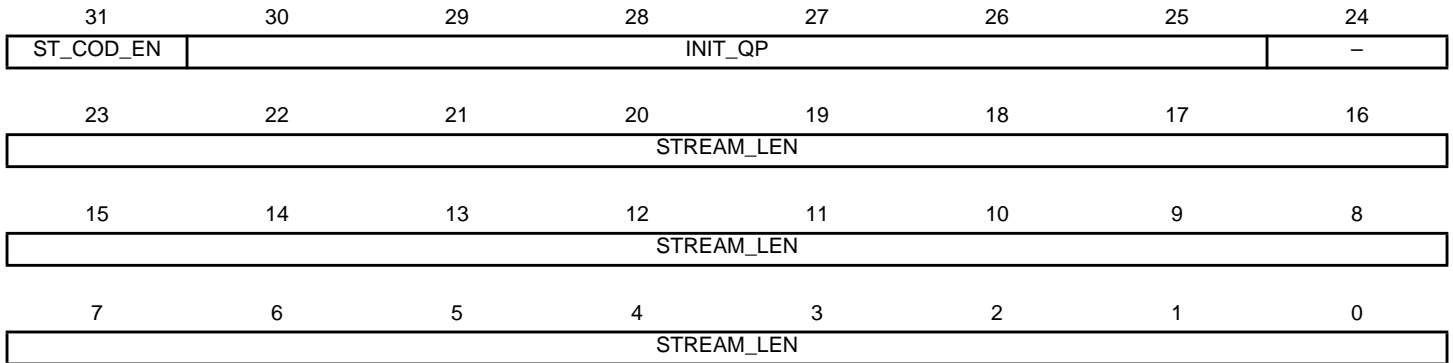 31 30 29 28 27 26 25 24
ST_COD_EN INIT_QP –
23 22 21 20 19 18 17 16
STREAM_LEN
15 14 13 12 11 10 9 8
STREAM_LEN
7 6 5 4 3 2 1 0
STREAM_LEN